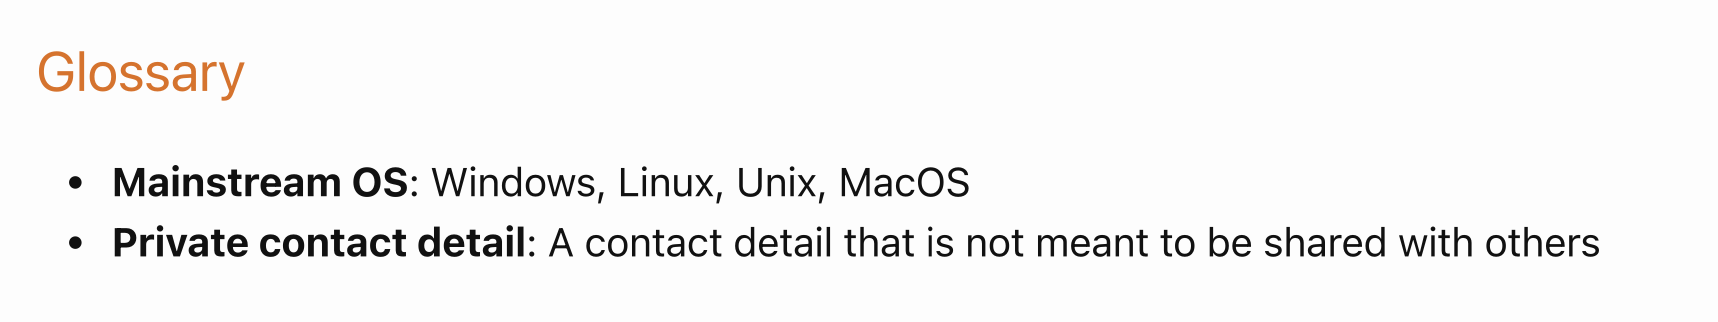 Glossary
• Mainstream OS: Windows, Linux, Unix, MacOS
• Private contact detail: A contact detail that is not meant to be shared with others